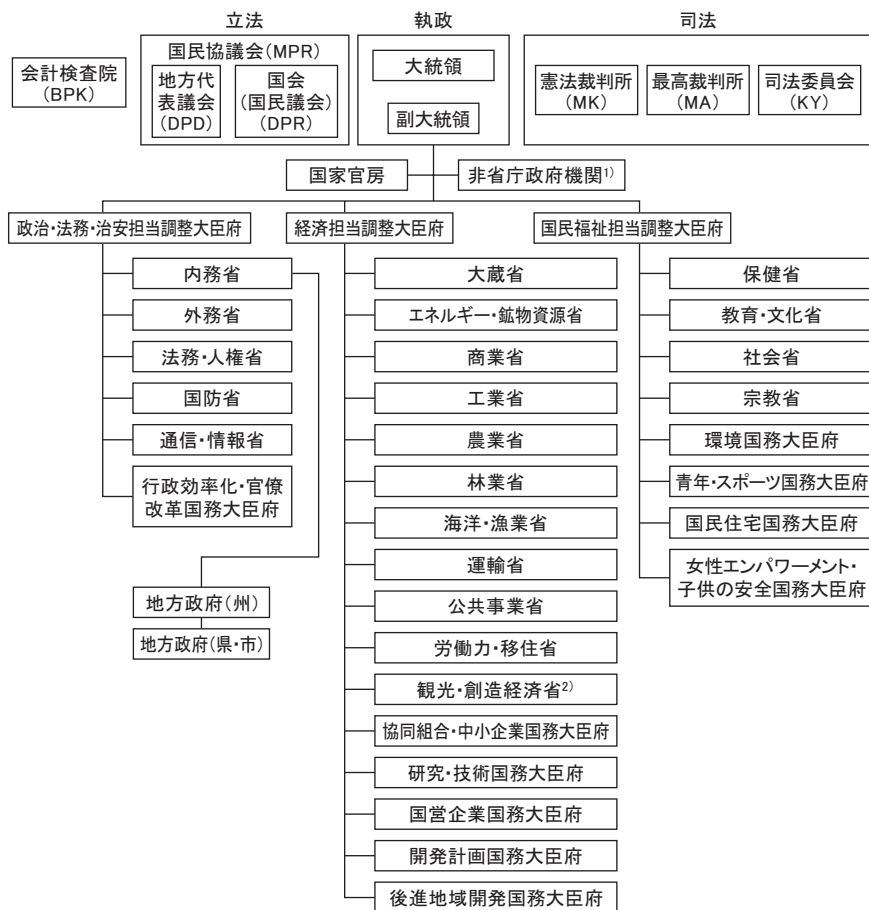 立法
執政
司法
会計検査院
(BPK)
国民協議会(MPR)
地方代
表議会
(DPD)
国会
(国民議会)
(DPR)
大統領
副大統領
憲法裁判所
(MK)
最高裁判所
(MA)
司法委員会
(KY)
国家官房
非省庁政府機関1)
政治・法務・治安担当調整大臣府
経済担当調整大臣府
国民福祉担当調整大臣府
内務省
外務省
法務・人権省
国防省
通信・情報省
行政効率化・官僚
改革国務大臣府
地方政府(州)
地方政府(県・市)
大蔵省
エネルギー・鉱物資源省
商業省
工業省
農業省
林業省
海洋・漁業省
運輸省
公共事業省
労働力・移住省
観光・創造経済省2)
協同組合・中小企業国務大臣府
研究・技術国務大臣府
国営企業国務大臣府
開発計画国務大臣府
後進地域開発国務大臣府
保健省
教育・文化省
社会省
宗教省
環境国務大臣府
青年・スポーツ国務大臣府
国民住宅国務大臣府
女性エンパワーメント・
子供の安全国務大臣府